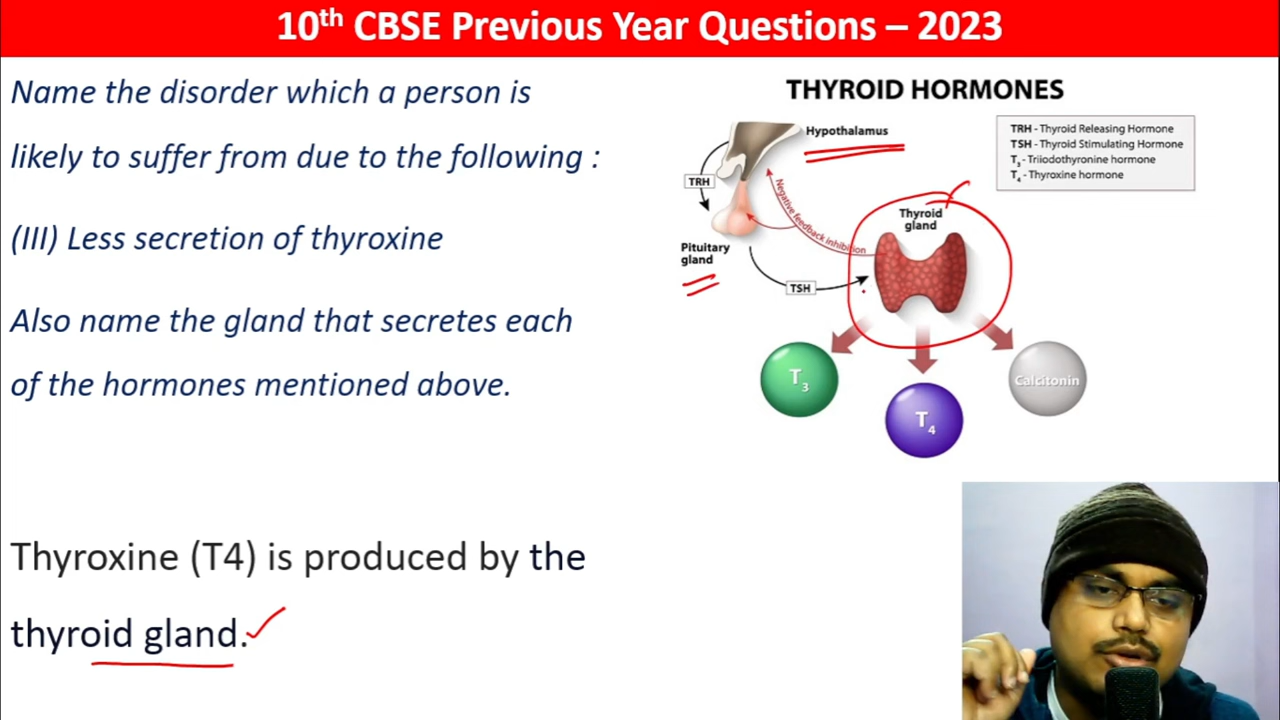 10th CBSE Previous Year Questions – 2023
Name the disorder which a person is
likely to suffer from due to the following :
(III) Less secretion of thyroxine
Also name the gland that secretes each
of the hormones mentioned above.
Thyroxine (T4) is produced by the
thyroid gland.
THYROID HORMONES
Hypothalamus
TRH - Thyroid Releasing Hormone
TSH - Thyroid Stimulating Hormone
T3 - Triiodothyronine hormone
T4 - Thyroxine hormone
TRH
Negative feedback inhibition
Thyroid
gland
Pituitary
gland
TSH
T3
T4
Calcitonin